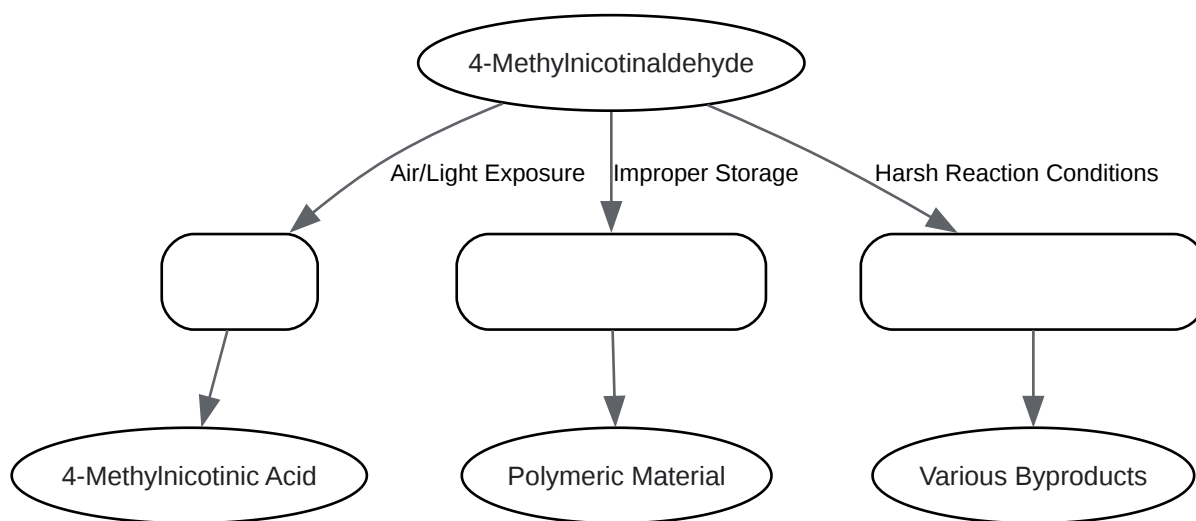 4-Methylnicotinaldehyde
Air/Light Exposure
Improper Storage
Harsh Reaction Conditions
4-Methylnicotinic Acid
Polymeric Material
Various Byproducts